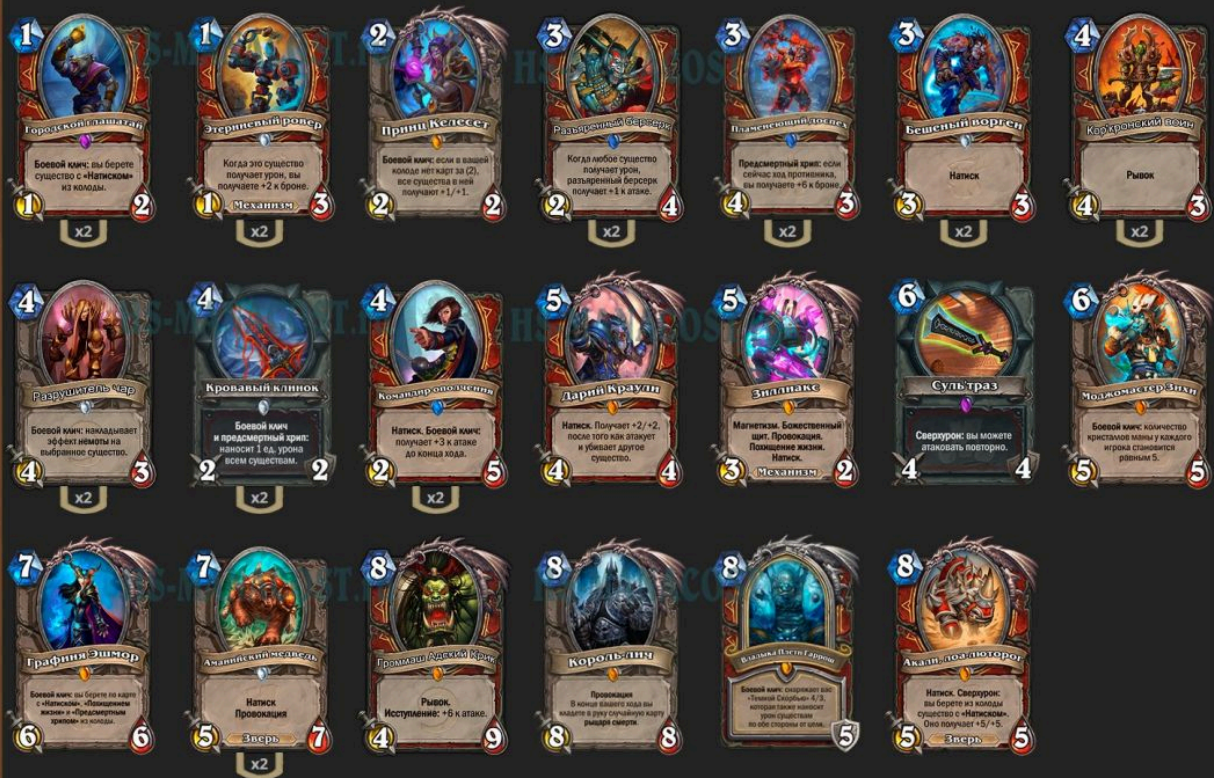 1
1
2
3
3
3
4
Городской глашатай
Этериневый ровер
Принц Келесет
Разъяренный берсерк
Пламенеющий доспех
Бешеный ворген
Кор'кронский воин
Боевой клич: вы берете
существо с «Натиском»
из колоды.
1
2
Когда это существо
получает урон, вы
получаете +2 к броне.
1
Механизм
3
Боевой клич: если в вашей
колоде нет карт за (2),
все существа в ней
получают +1/+1.
2
2
Когда любое существо
получает урон,
разъяренный берсерк
получает +1 к атаке.
2
4
Предсмертный хрип: если
сейчас ход противника,
вы получаете +6 к броне.
4
3
Натиск
3
3
Рывок
4
3
x2
x2
x2
x2
x2
x2
4
4
4
5
5
6
6
Разрушитель чар
Кровавый клинок
Командир ополчения
Дарий Краули
Зиллиакс
Суль'траз
Моджомастер Зихи
Боевой клич: накладывает
эффект немоты на
выбранное существо.
4
3
Боевой клич
и предсмертный хрип:
наносит 1 ед. урона
всем существам.
2
2
Натиск. Боевой клич:
получает +3 к атаке
до конца хода.
2
5
Натиск. Получает +2/+2,
после того как атакует
и убивает другое
существо.
4
4
Магнетизм. Божественный
щит. Провокация.
Похищение жизни.
Натиск.
3
Механизм
2
Сверхурон: вы можете
атаковать повторно.
4
4
Боевой клич: количество
кристаллов маны у каждого
игрока становится
равным 5.
5
5
x2
x2
x2
7
7
8
8
8
8
Графиня Эшмор
Аманийский медведь
Громмаш Адский Крик
Король-лич
Владыка Плети Гаррош
Акали, лоа-люторог
Боевой клич: вы берете по карте
с «Натиском», «Похищением
жизни» и «Предсмертным
хрипом» из колоды.
6
6
Натиск
Провокация
5
Зверь
7
Рывок.
Исступление: +6 к атаке.
4
9
Провокация
В конце вашего хода вы
кладете в руку случайную карту
рыцаря смерти.
8
8
Боевой клич: снаряжает вас
«Темной Скорбью» 4/3,
которая также наносит
урон существам
по обе стороны от цели.
5
Натиск. Сверхурон:
вы берете из колоды
существо с «Натиском».
Оно получает +5/+5.
5
Зверь
5
x2